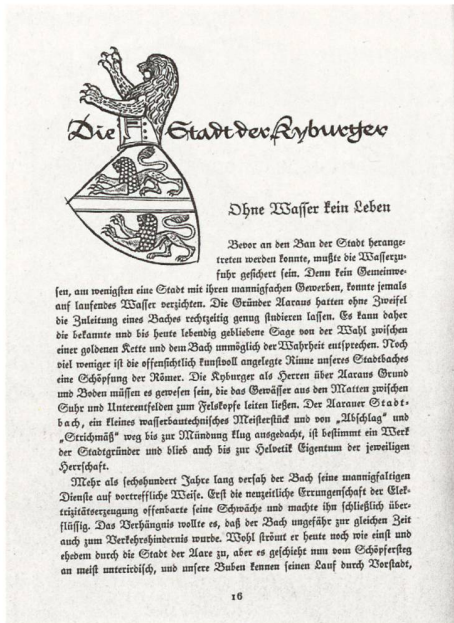 Die Stadt der Kyburger
Ohne Wasser kein Leben
Bevor an den Bau der Stadt herange-
treten werden konnte, mußte die Wasserzu-
fuhr gesichert sein. Denn kein Gemeinwe-
sen, am wenigsten eine Stadt mit ihren mannigfachen Gewerben, konnte jemals
auf laufendes Wasser verzichten. Die Gründer Aaraus hatten ohne Zweifel
die Zuleitung eines Baches rechtzeitig genug studieren lassen. Es kann daher
die bekannte und bis heute lebendig gebliebene Sage von der Wahl zwischen
einer goldenen Kette und dem Bach unmöglich der Wahrheit entsprechen. Noch
viel weniger ist die offensichtlich kunstvoll angelegte Rinne unseres Stadtbaches
eine Schöpfung der Römer. Die Kyburger als Herren über Aaraus Grund
und Boden müssen es gewesen sein, die das Gewässer aus den Matten zwischen
Suhr und Unterentfelden zum Felskopfe leiten ließen. Der Aarauer Stadt-
bach, ein kleines wasserbautechnisches Meisterstück und von „Abschlag“ und
„Strichmäß“ weg bis zur Mündung klug ausgedacht, ist bestimmt ein Werk
der Stadtgründer und blieb auch bis zur Helvetik Eigentum der jeweiligen
Herrschaft.
Mehr als sechshundert Jahre lang versah der Bach seine mannigfaltigen
Dienste auf vortreffliche Weise. Erst die neuzeitliche Errungenschaft der Elek-
trizitätserzeugung offenbarte seine Schwäche und machte ihn schließlich über-
flüssig. Das Verhängnis wollte es, daß der Bach ungefähr zur gleichen Zeit
auch zum Verkehrshindernis wurde. Wohl strömt er heute noch wie einst und
ehedem durch die Stadt der Aare zu, aber es geschieht nun vom Schöpfersteg
an meist unterirdisch, und unsere Buben kennen seinen Lauf durch Vorstadt,
16